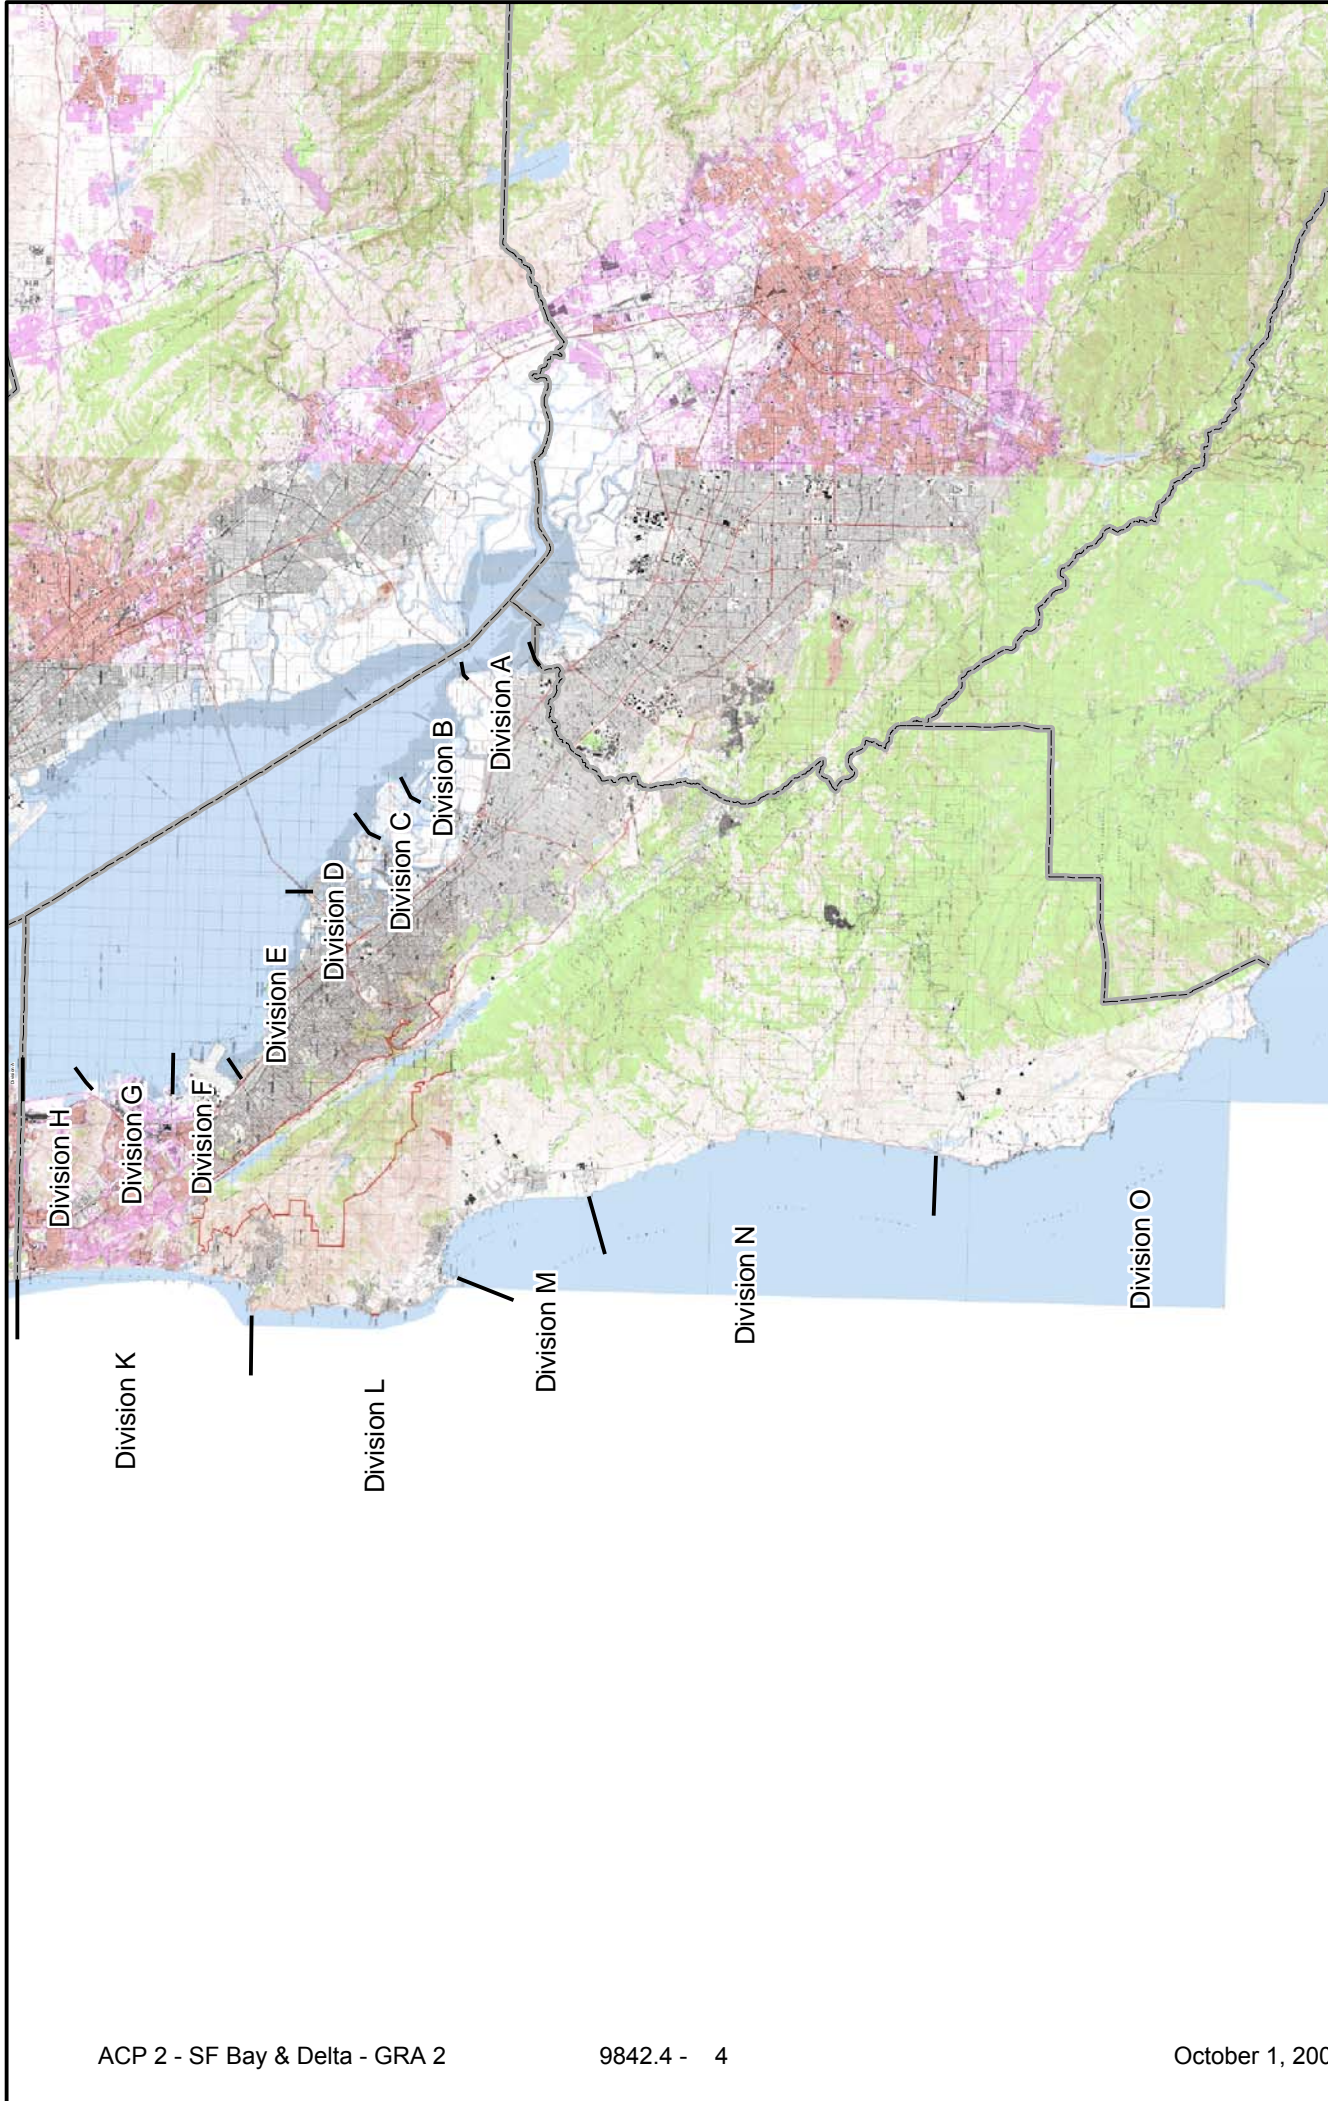 Division A
Division B
Division C
Division D
Division E
Division F
Division G
Division H
Division K
Division L
Division M
Division N
Division O
ACP 2 - SF Bay & Delta - GRA 2
9842.4 - 4
October 1, 200